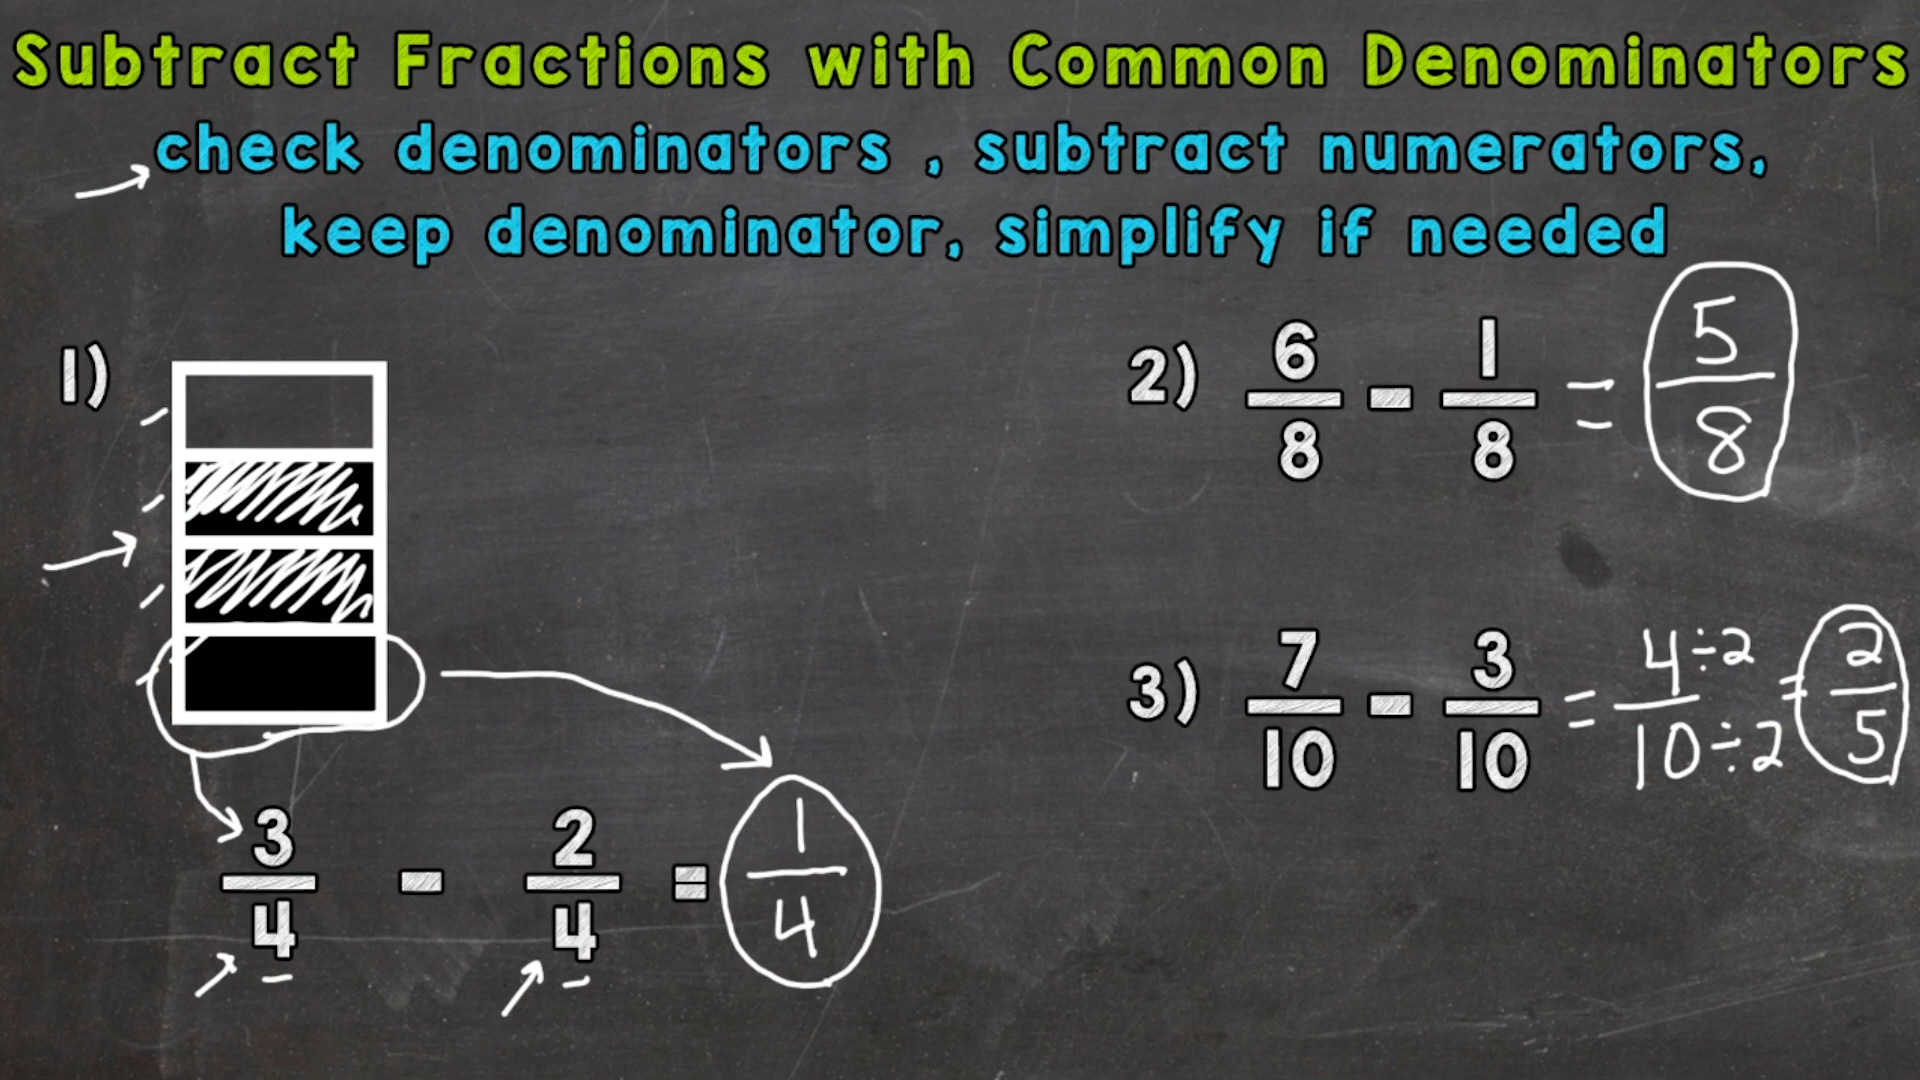 Subtract Fractions with Common Denominators
check denominators , subtract numerators,
keep denominator, simplify if needed
1)
3/4 - 2/4 = 1/4
2) 6/8 - 1/8 = 5/8
3) 7/10 - 3/10 = 4÷2/10÷2 = 2/5